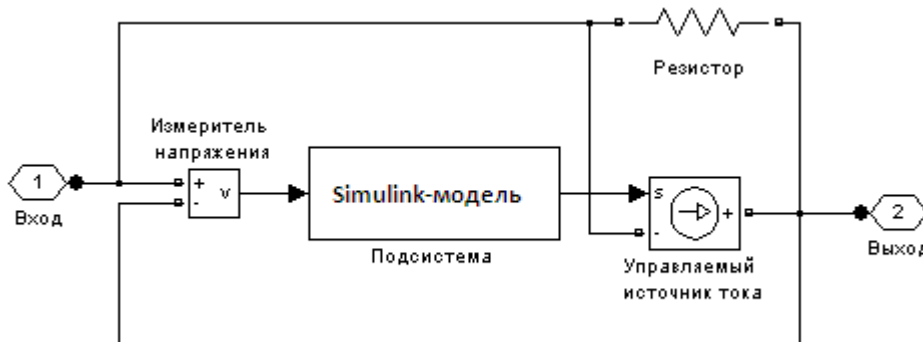 Резистор
Измеритель
напряжения
1
+
-
v
Вход
Simulink-модель
Подсистема
s
-
+
Управляемый
источник тока
2
Выход